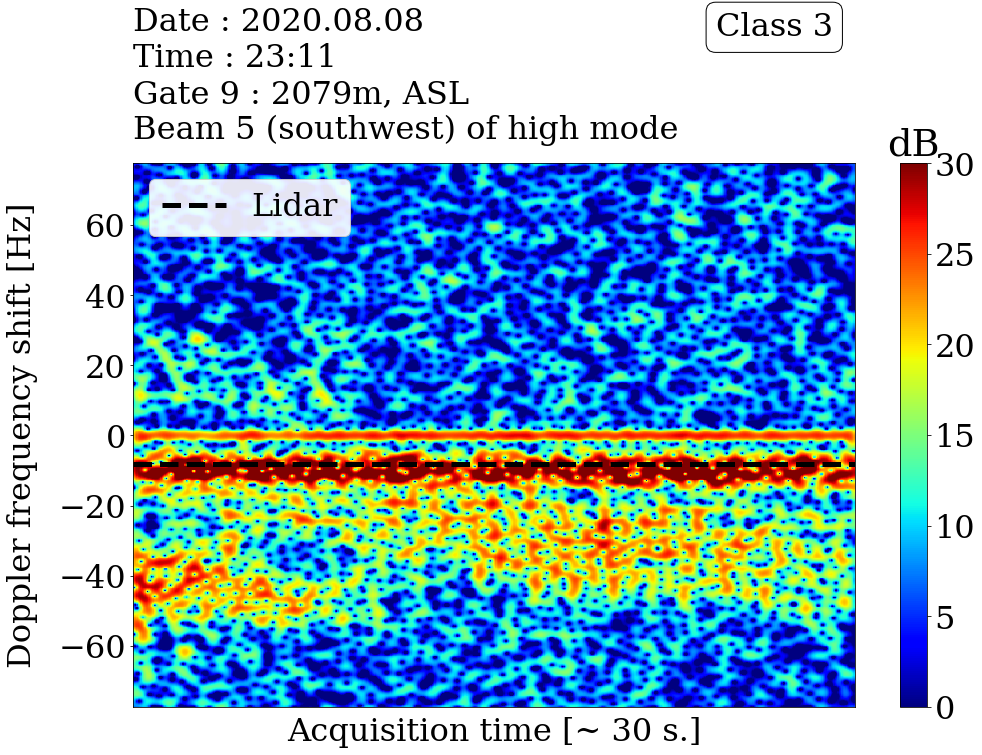 Date : 2020.08.08
Time : 23:11
Gate 9 : 2079m, ASL
Beam 5 (southwest) of high mode
Class 3
dB
Lidar
Doppler frequency shift [Hz]
60
40
20
0
−20
−40
−60
30
25
20
15
10
5
0
Acquisition time [~ 30 s.]